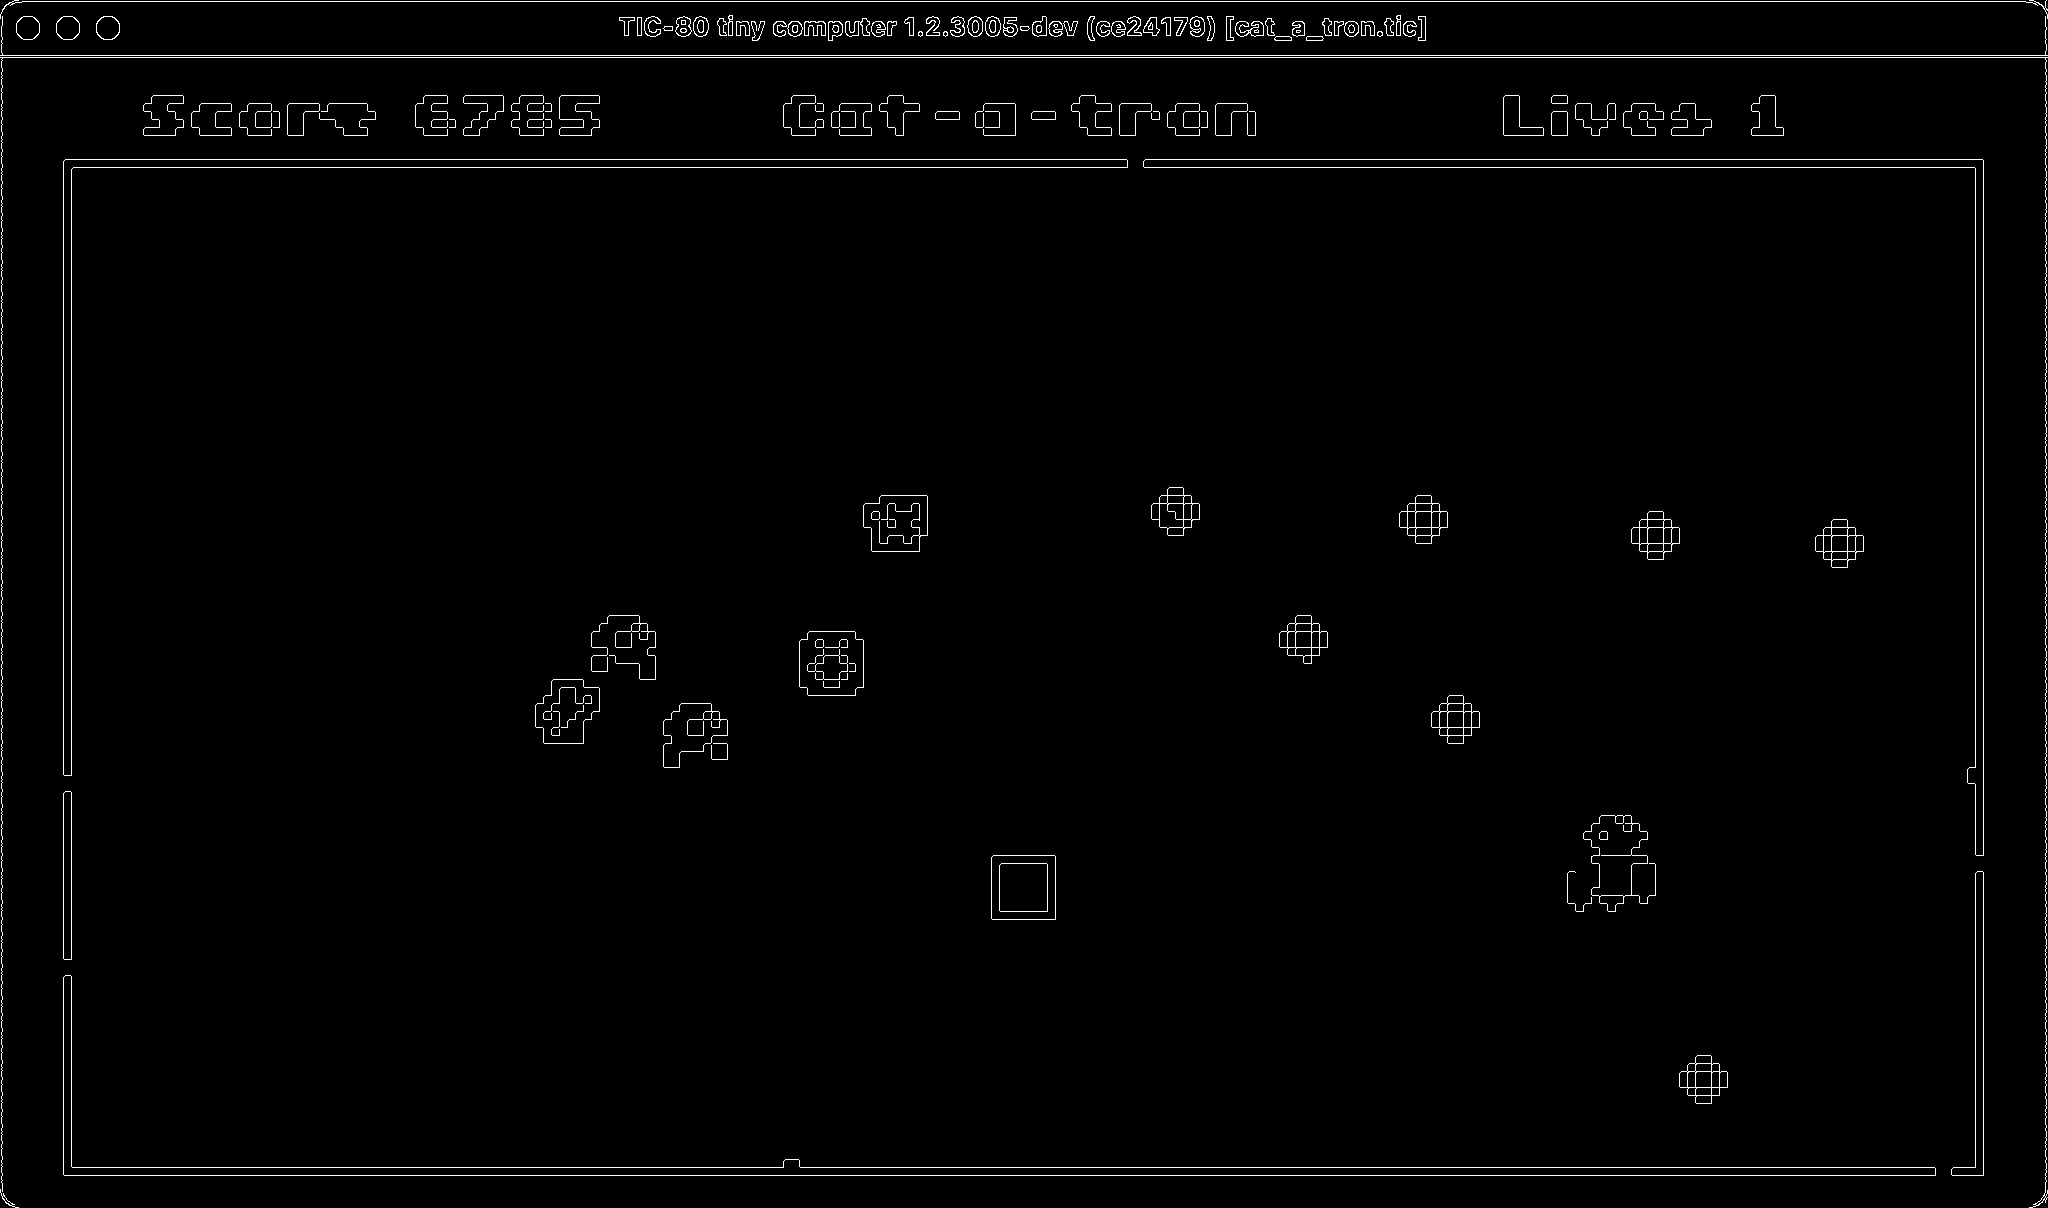 TIC-80 tiny computer 1.2.3005-dev (ce24179) [cat_a_tron.tic]
Score 6785 Cat-a-tron Lives 1